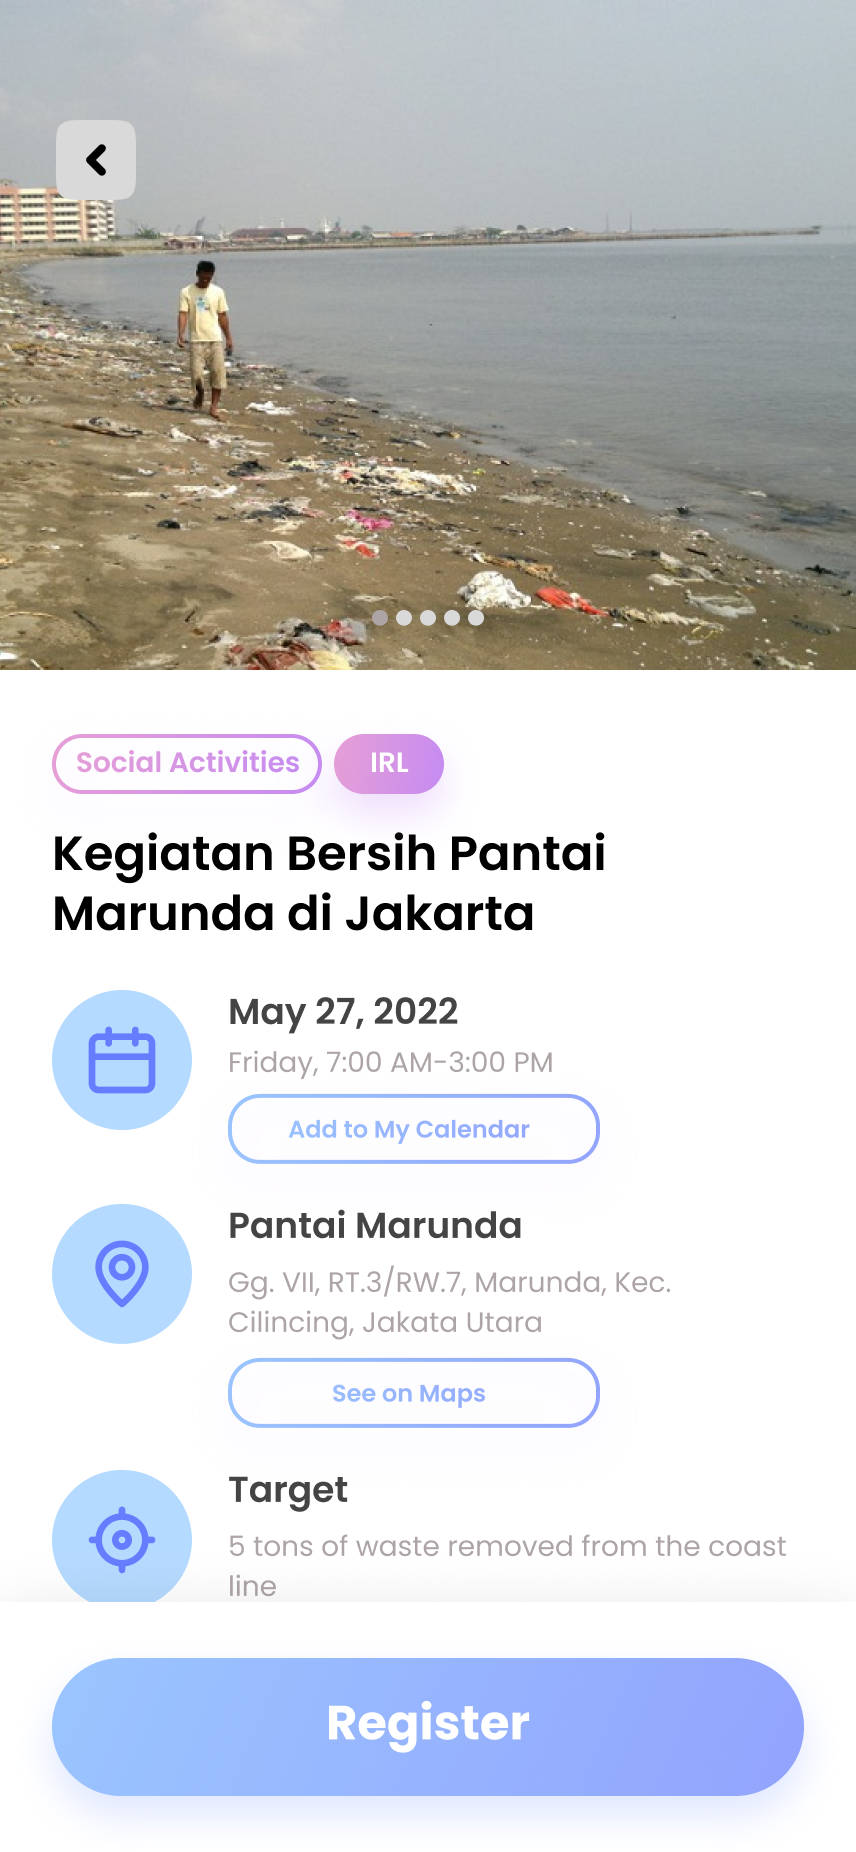 Social Activities IRL
Kegiatan Bersih Pantai
Marunda di Jakarta
May 27, 2022
Friday, 7:00 AM-3:00 PM
Add to My Calendar
Pantai Marunda
Gg. VII, RT.3/RW.7, Marunda, Kec.
Cilincing, Jakata Utara
See on Maps
Target
5 tons of waste removed from the coast
line
Register